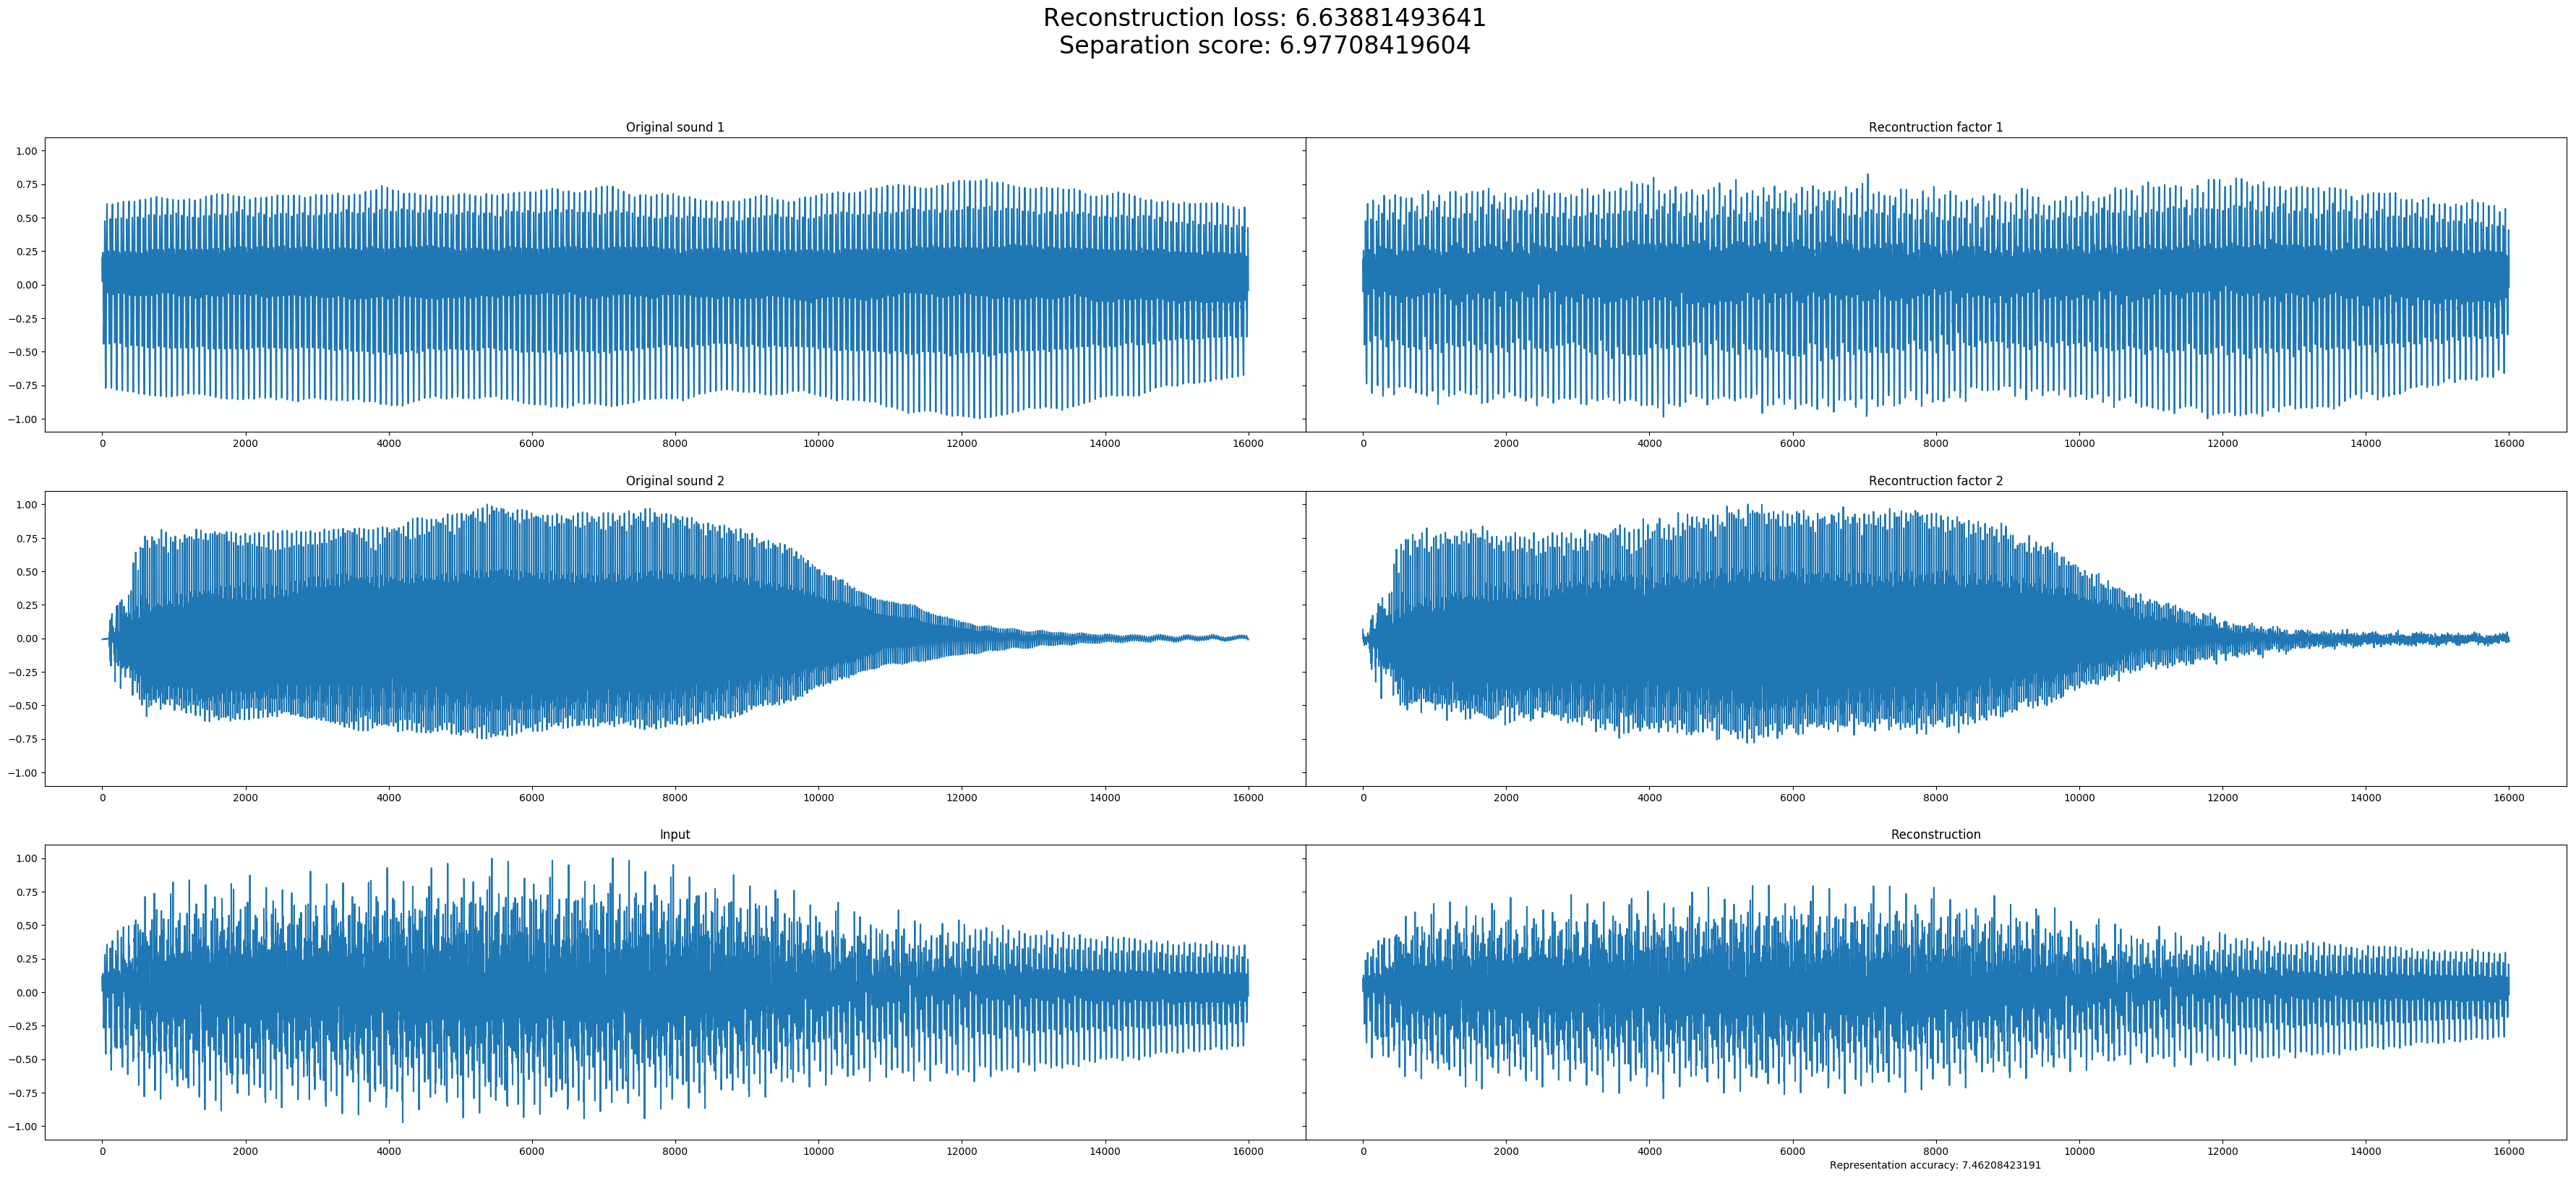 Reconstruction loss: 6.63881493641
Separation score: 6.97708419604
Original sound 1
Recontruction factor 1
1.00
0.75
0.50
0.25
0.00
−0.25
−0.50
−0.75
−1.00
0 2000 4000 6000 8000 10000 12000 14000 16000
0 2000 4000 6000 8000 10000 12000 14000 16000
Original sound 2
Recontruction factor 2
1.00
0.75
0.50
0.25
0.00
−0.25
−0.50
−0.75
−1.00
0 2000 4000 6000 8000 10000 12000 14000 16000
0 2000 4000 6000 8000 10000 12000 14000 16000
Input
Reconstruction
1.00
0.75
0.50
0.25
0.00
−0.25
−0.50
−0.75
−1.00
0 2000 4000 6000 8000 10000 12000 14000 16000
0 2000 4000 6000 8000 10000 12000 14000 16000
Representation accuracy: 7.46208423191